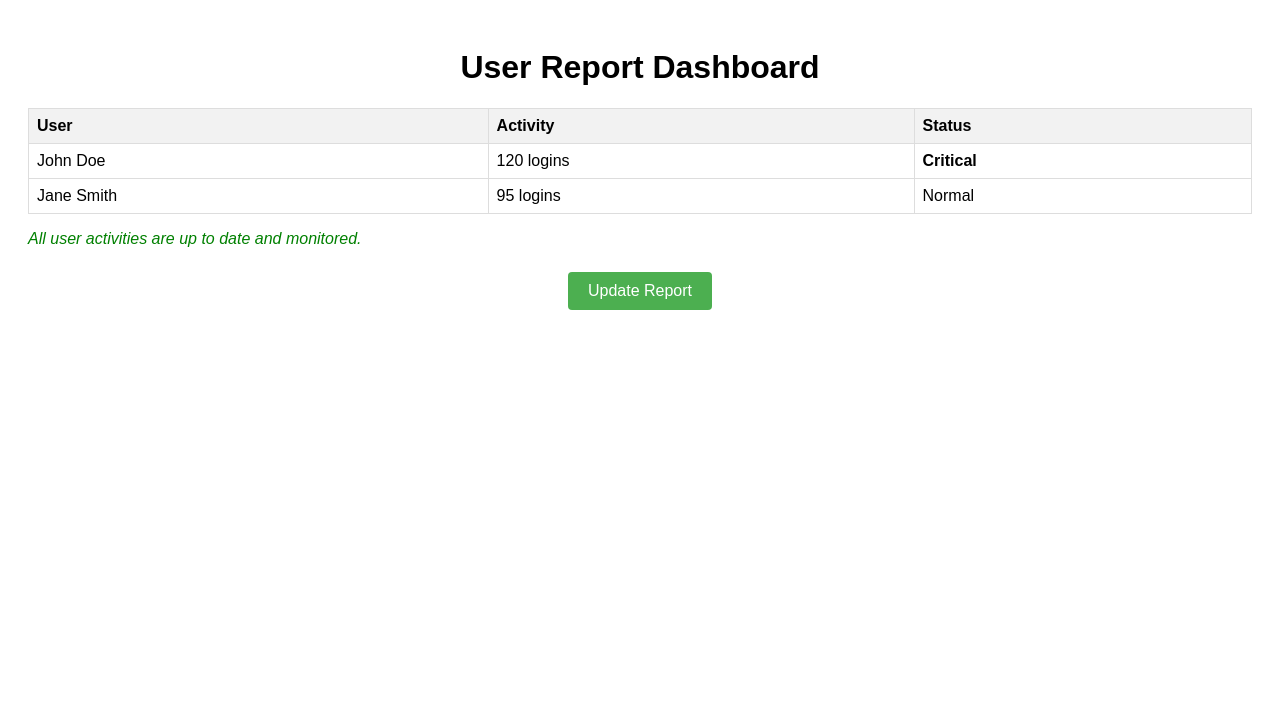 User Report Dashboard
User Activity Status
John Doe 120 logins Critical
Jane Smith 95 logins Normal
All user activities are up to date and monitored.
Update Report